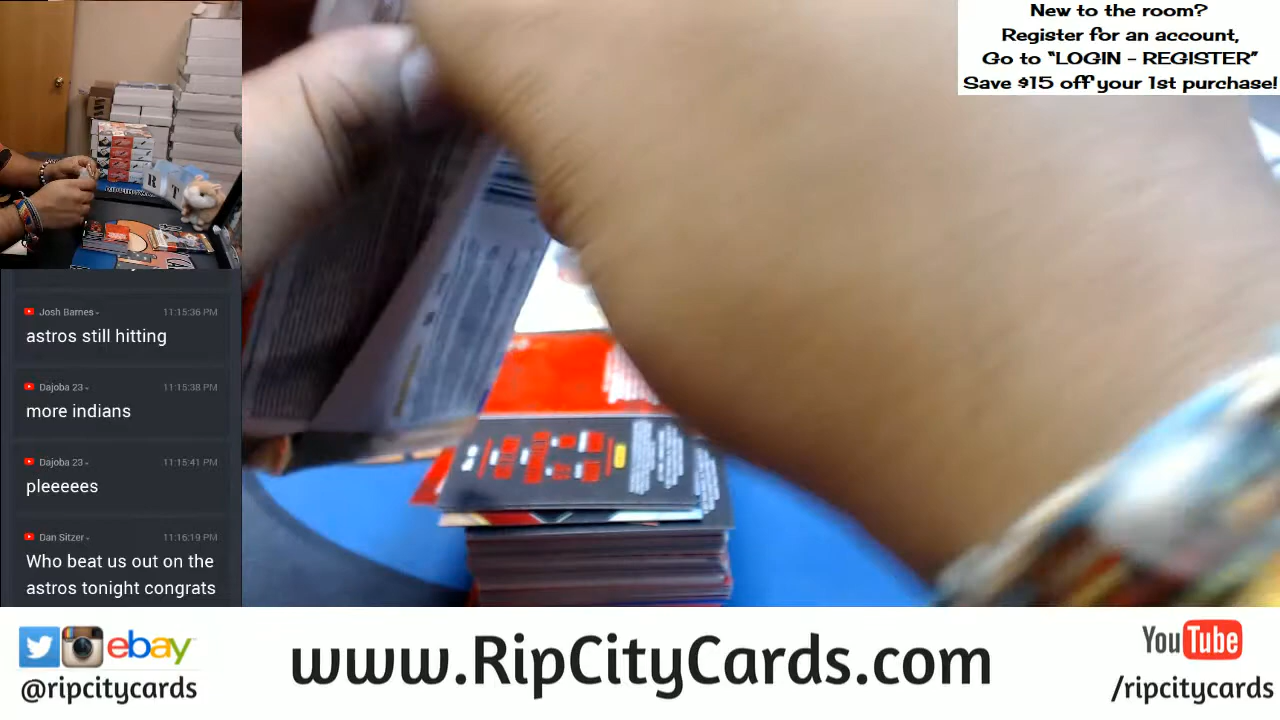 New to the room?
Register for an account,
Go to "LOGIN - REGISTER"
Save $15 off your 1st purchase!
R T
Josh Barnes 11:15:36 PM
astros still hitting
Dajoba 23 11:15:38 PM
more indians
Dajoba 23 11:15:41 PM
pleeeees
Dan Sitzer 11:16:19 PM
Who beat us out on the
astros tonight congrats
ebay
@ripcitycards
www.RipCityCards.com
YouTube
/ripcitycards